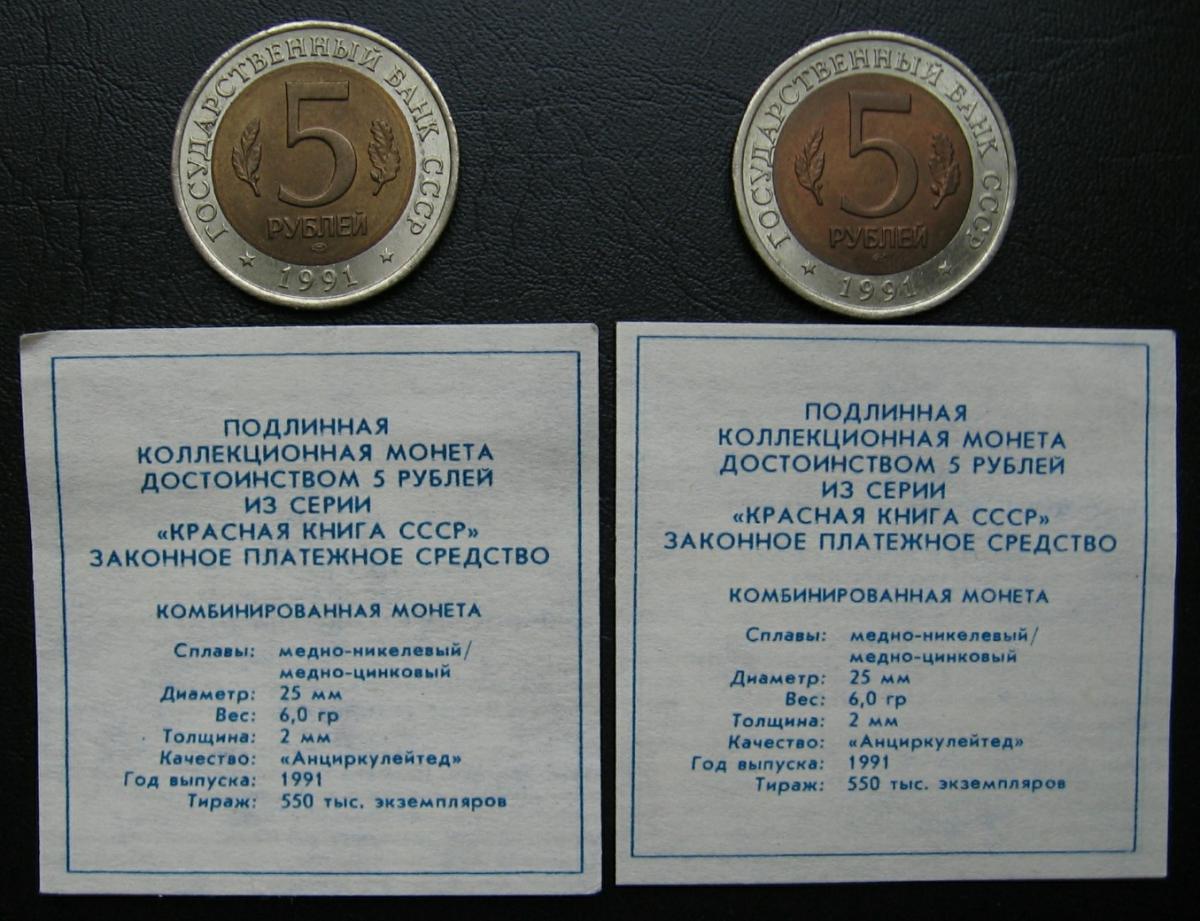 ГОСУДАРСТВЕННЫЙ БАНК СССР
5
РУБЛЕЙ
1991
ГОСУДАРСТВЕННЫЙ БАНК СССР
5
РУБЛЕЙ
1991
ПОДЛИННАЯ
КОЛЛЕКЦИОННАЯ МОНЕТА
ДОСТОИНСТВОМ 5 РУБЛЕЙ
ИЗ СЕРИИ
«КРАСНАЯ КНИГА СССР»
ЗАКОННОЕ ПЛАТЕЖНОЕ СРЕДСТВО
КОМБИНИРОВАННАЯ МОНЕТА
Сплавы: медно-никелевый/
медно-цинковый
Диаметр: 25 мм
Вес: 6,0 гр
Толщина: 2 мм
Качество: «Анциркулейтед»
Год выпуска: 1991
Тираж: 550 тыс. экземпляров
ПОДЛИННАЯ
КОЛЛЕКЦИОННАЯ МОНЕТА
ДОСТОИНСТВОМ 5 РУБЛЕЙ
ИЗ СЕРИИ
«КРАСНАЯ КНИГА СССР»
ЗАКОННОЕ ПЛАТЕЖНОЕ СРЕДСТВО
КОМБИНИРОВАННАЯ МОНЕТА
Сплавы: медно-никелевый/
медно-цинковый
Диаметр: 25 мм
Вес: 6,0 гр
Толщина: 2 мм
Качество: «Анциркулейтед»
Год выпуска: 1991
Тираж: 550 тыс. экземпляров